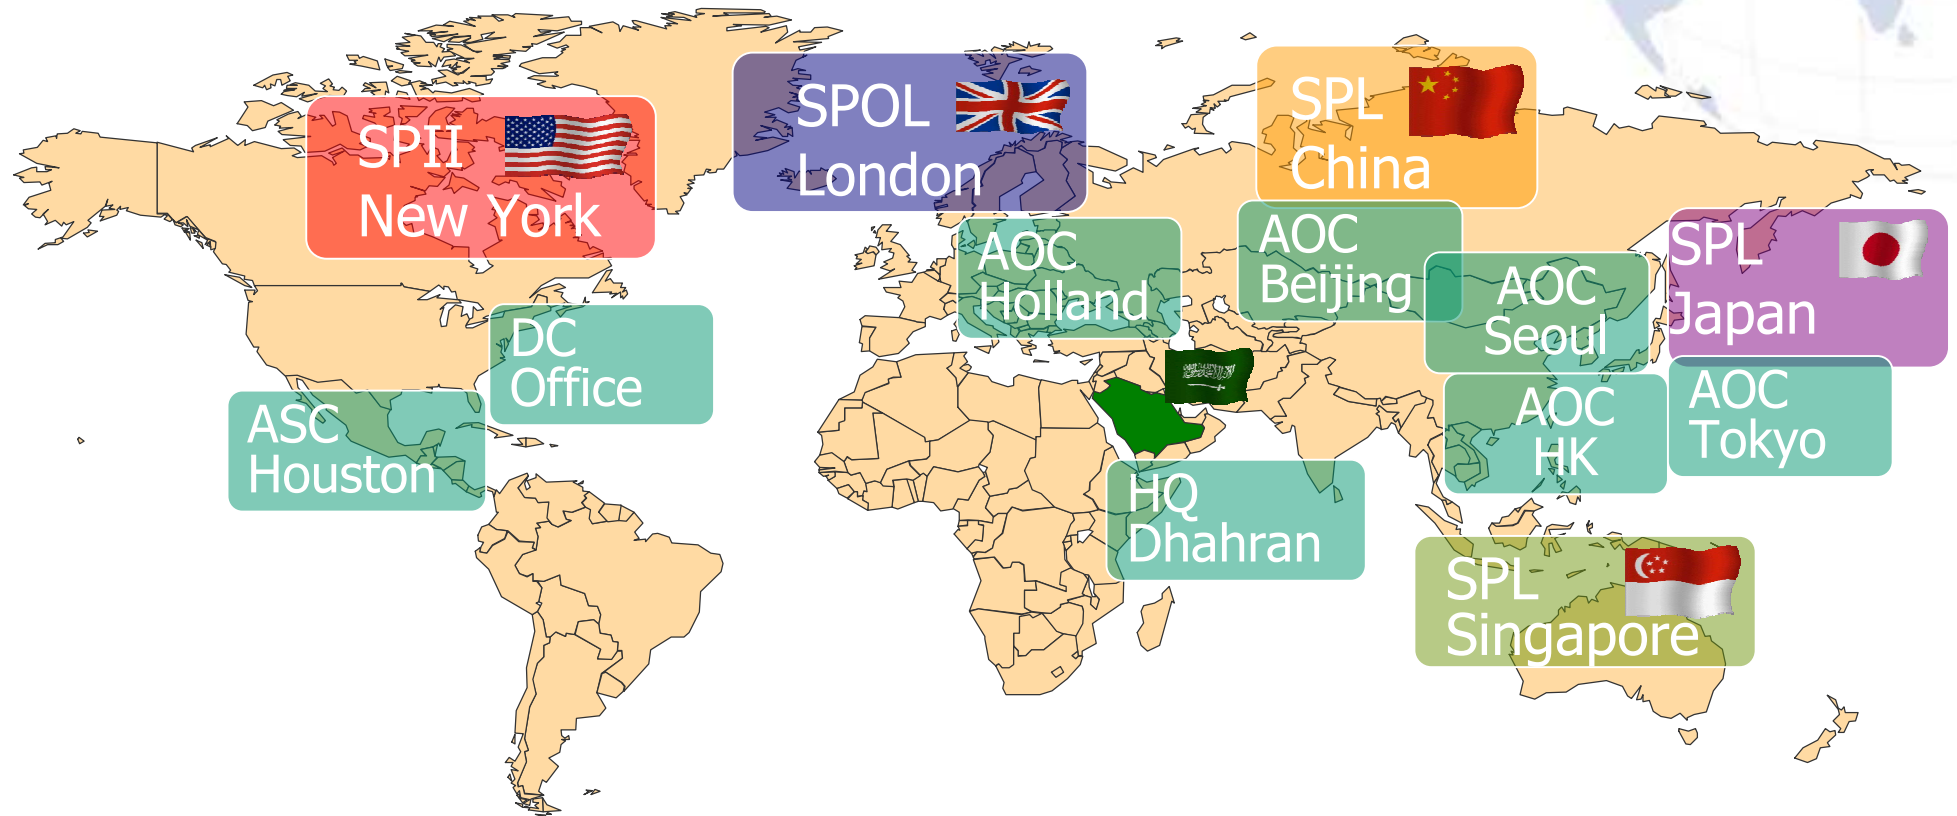 SPII
New York
SPOL
London
SPL
China
AOC
Holland
AOC
Beijing
AOC
Seoul
SPL
Japan
DC
Office
ASC
Houston
AOC
HK
AOC
Tokyo
HQ
Dhahran
SPL
Singapore